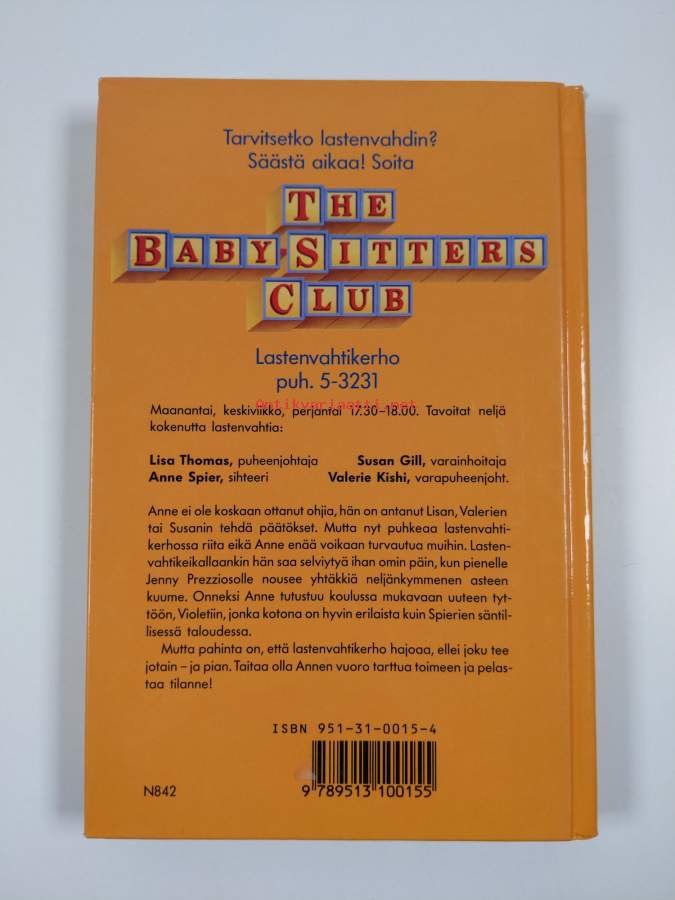 Tarvitsetko lastenvahdin?
Säästä aikaa! Soita
THE
BABY-SITTERS
CLUB
Lastenvahtikerho
puh. 5-3231
Antikvariaatti.net
Maanantai, keskiviikko, perjantai 17.30–18.00. Tavoitat neljä
kokenutta lastenvahtia:
Lisa Thomas, puheenjohtaja Susan Gill, varainhoitaja
Anne Spier, sihteeri Valerie Kishi, varapuheenjoht.
Anne ei ole koskaan ottanut ohjia, hän on antanut Lisan, Valerien
tai Susanin tehdä päätökset. Mutta nyt puhkeaa lastenvahti-
kerhossa riita eikä Anne enää voikaan turvautua muihin. Lasten-
vahtikeikallaankin hän saa selviytyä ihan omin päin, kun pienelle
Jenny Prezziosolle nousee yhtäkkiä neljänkymmenen asteen
kuume. Onneksi Anne tutustuu koulussa mukavaan uuteen tyt-
töön, Violetiin, jonka kotona on hyvin erilaista kuin Spierien säntil-
lisessä taloudessa.
Mutta pahinta on, että lastenvahtikerho hajoaa, ellei joku tee
jotain – ja pian. Taitaa olla Annen vuoro tarttua toimeen ja pelas-
taa tilanne!
ISBN 951-31-0015-4
N842
9 789513 100155